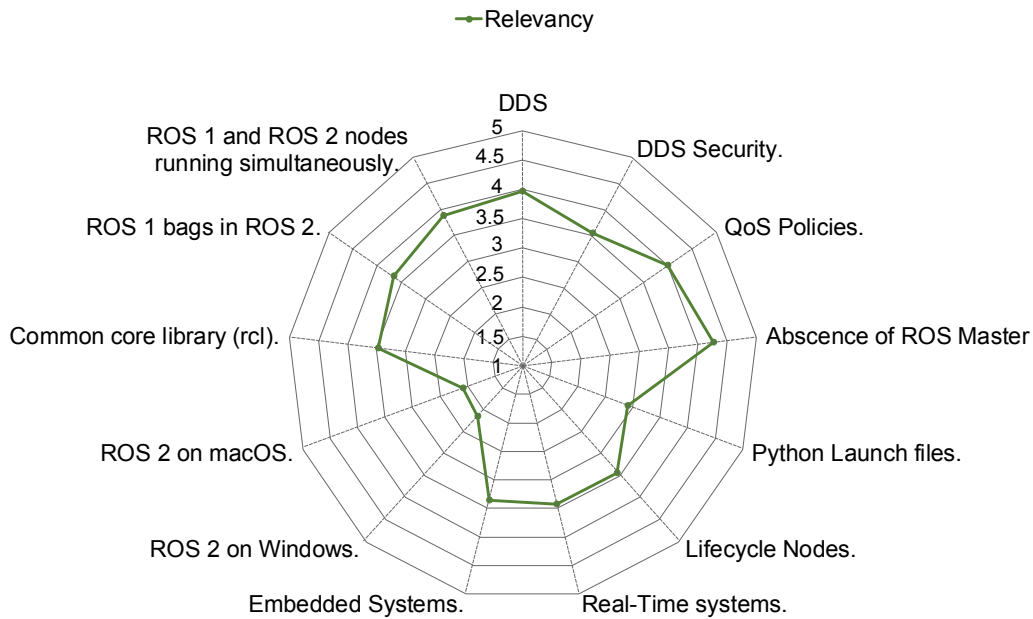 Relevancy
DDS
ROS 1 and ROS 2 nodes
running simultaneously.
DDS Security.
ROS 1 bags in ROS 2.
QoS Policies.
Common core library (rcl).
Abscence of ROS Master
ROS 2 on macOS.
Python Launch files.
ROS 2 on Windows.
Lifecycle Nodes.
Embedded Systems.
Real-Time systems.
5
4.5
4
3.5
3
2.5
2
1.5
1